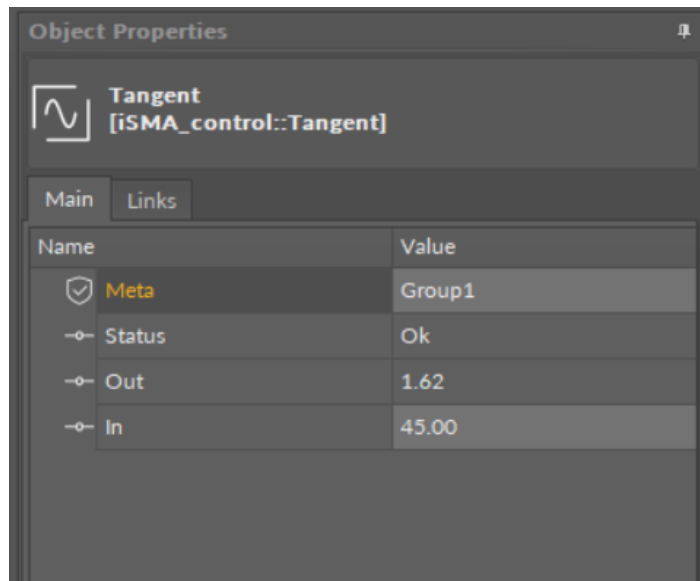 Object Properties
Tangent
[iSMA_control::Tangent]
Main Links
Name Value
Meta Group1
Status Ok
Out 1.62
In 45.00